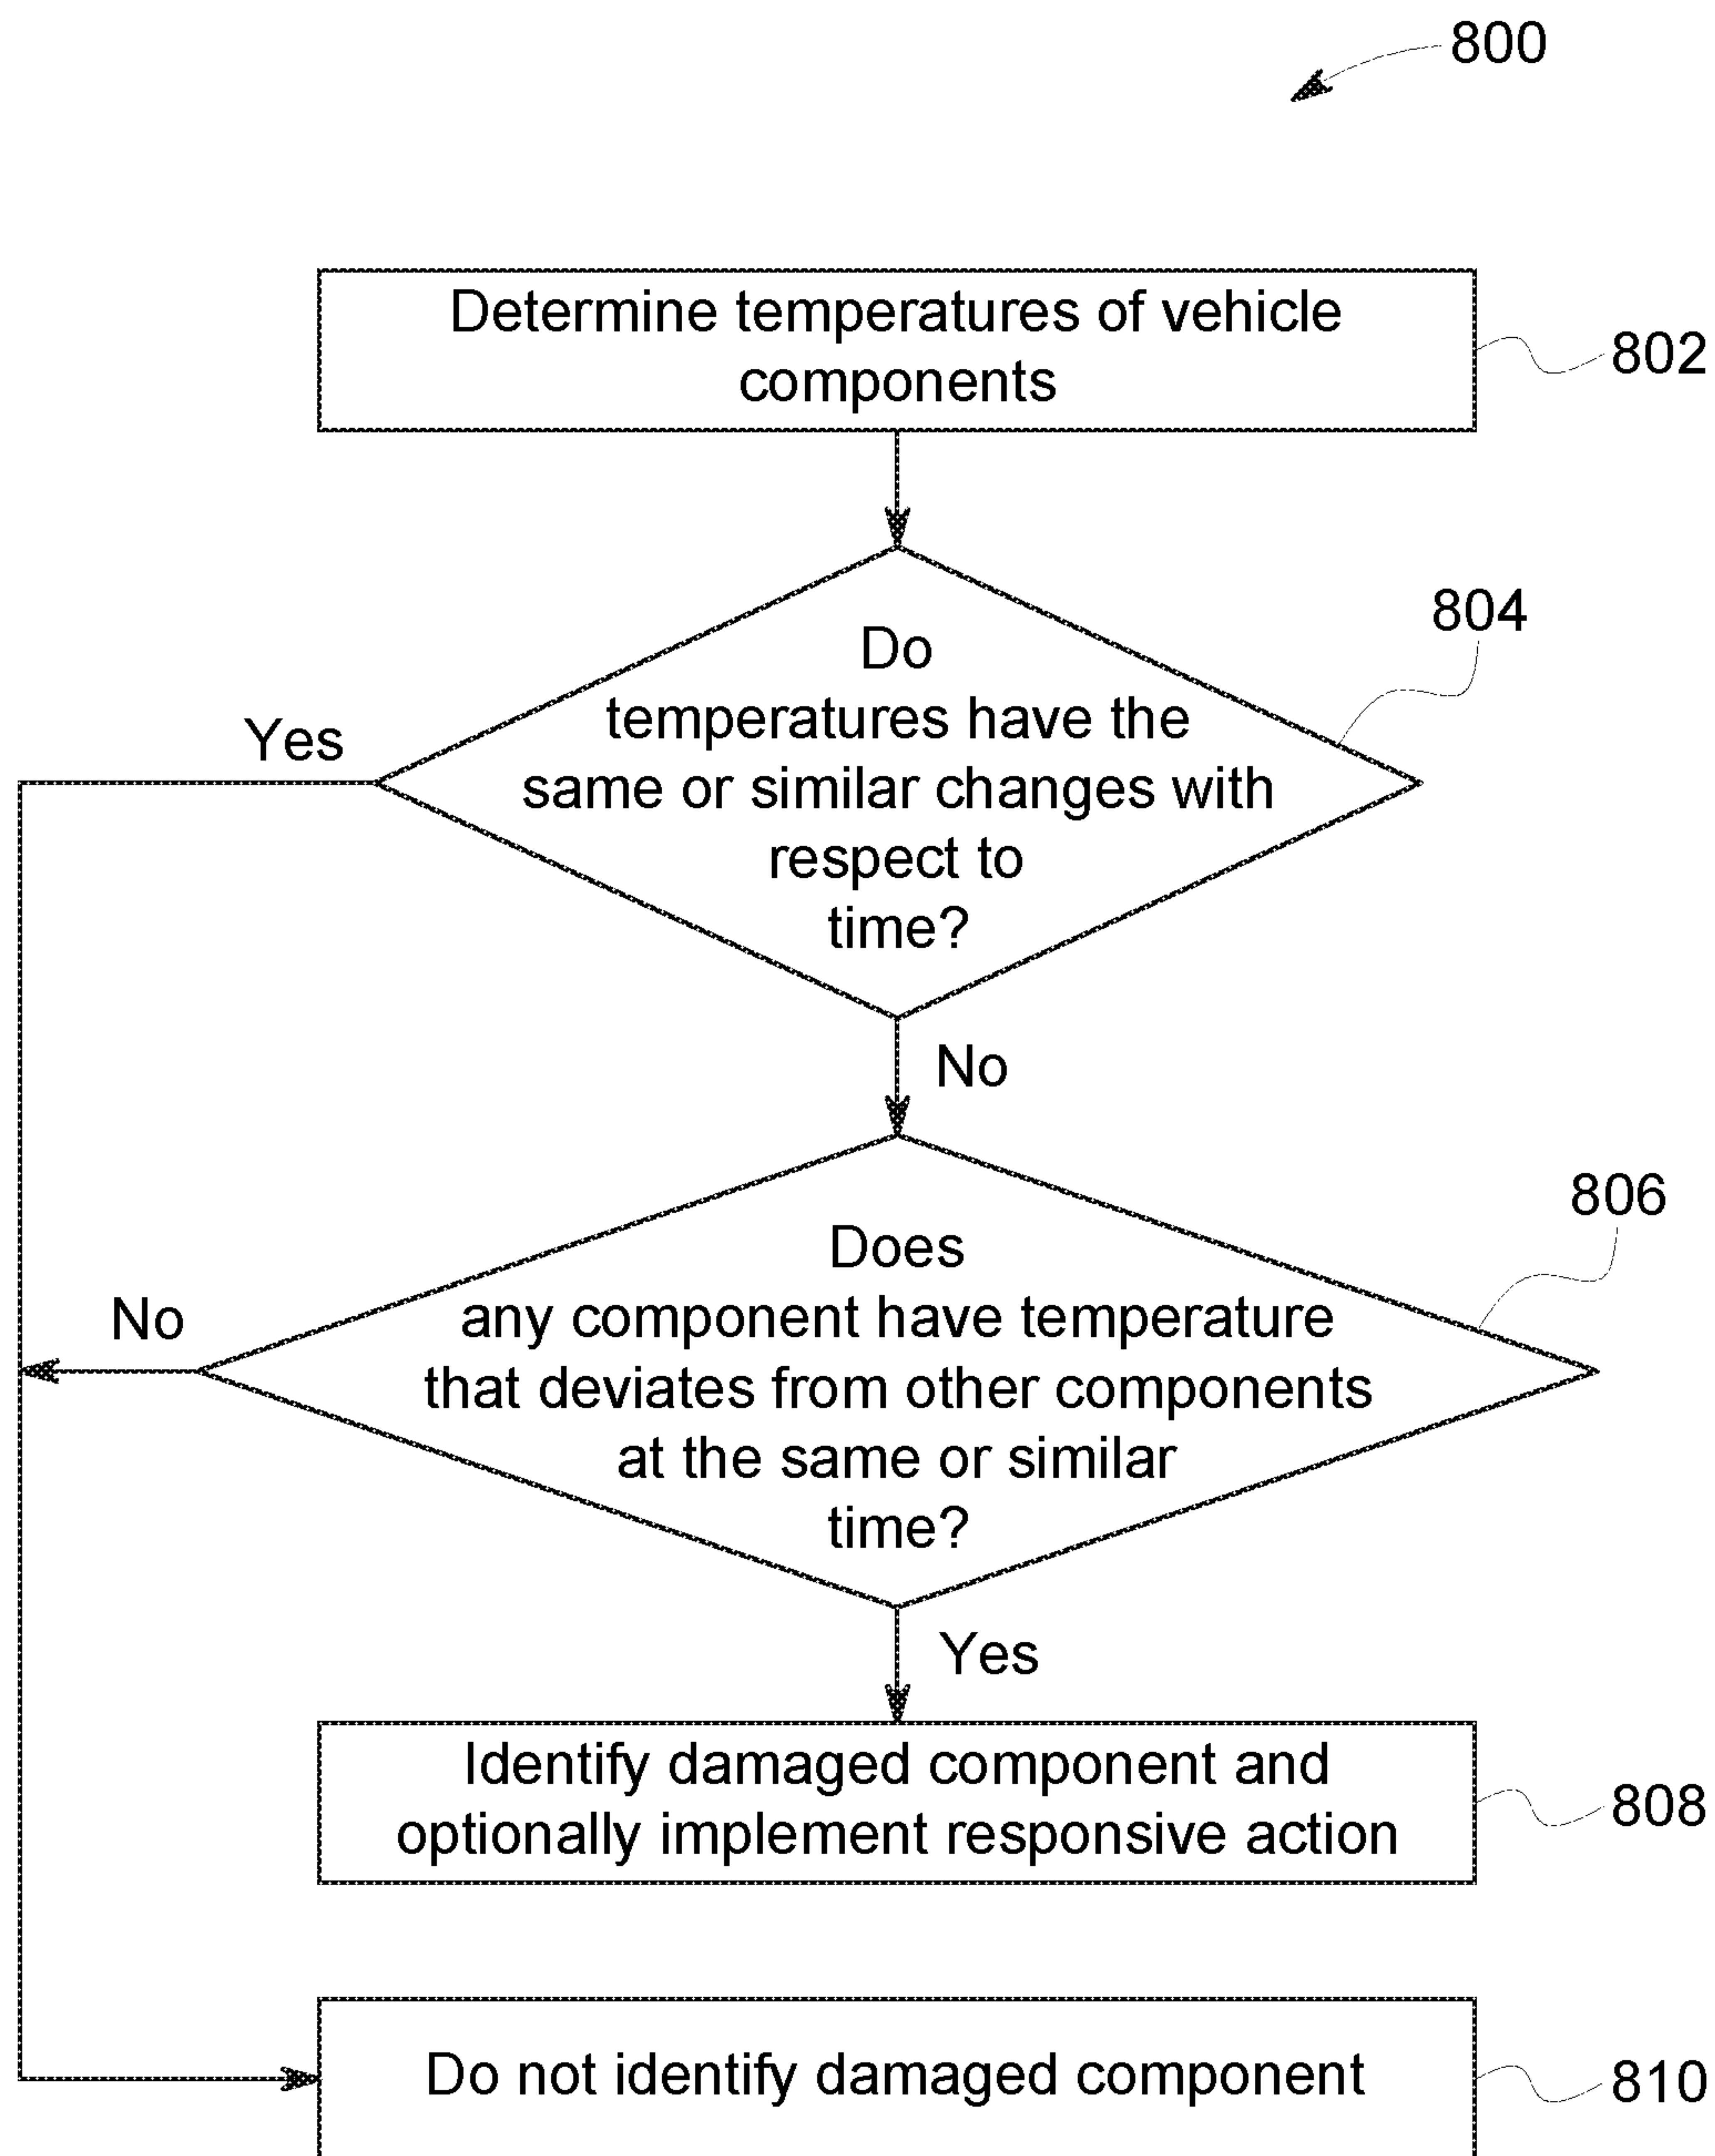 800
Determine temperatures of vehicle
components
802
804
Do
temperatures have the
same or similar changes with
respect to
time?
Yes
No
806
Does
any component have temperature
that deviates from other components
at the same or similar
time?
No
Yes
Identify damaged component and
optionally implement responsive action
808
Do not identify damaged component
810